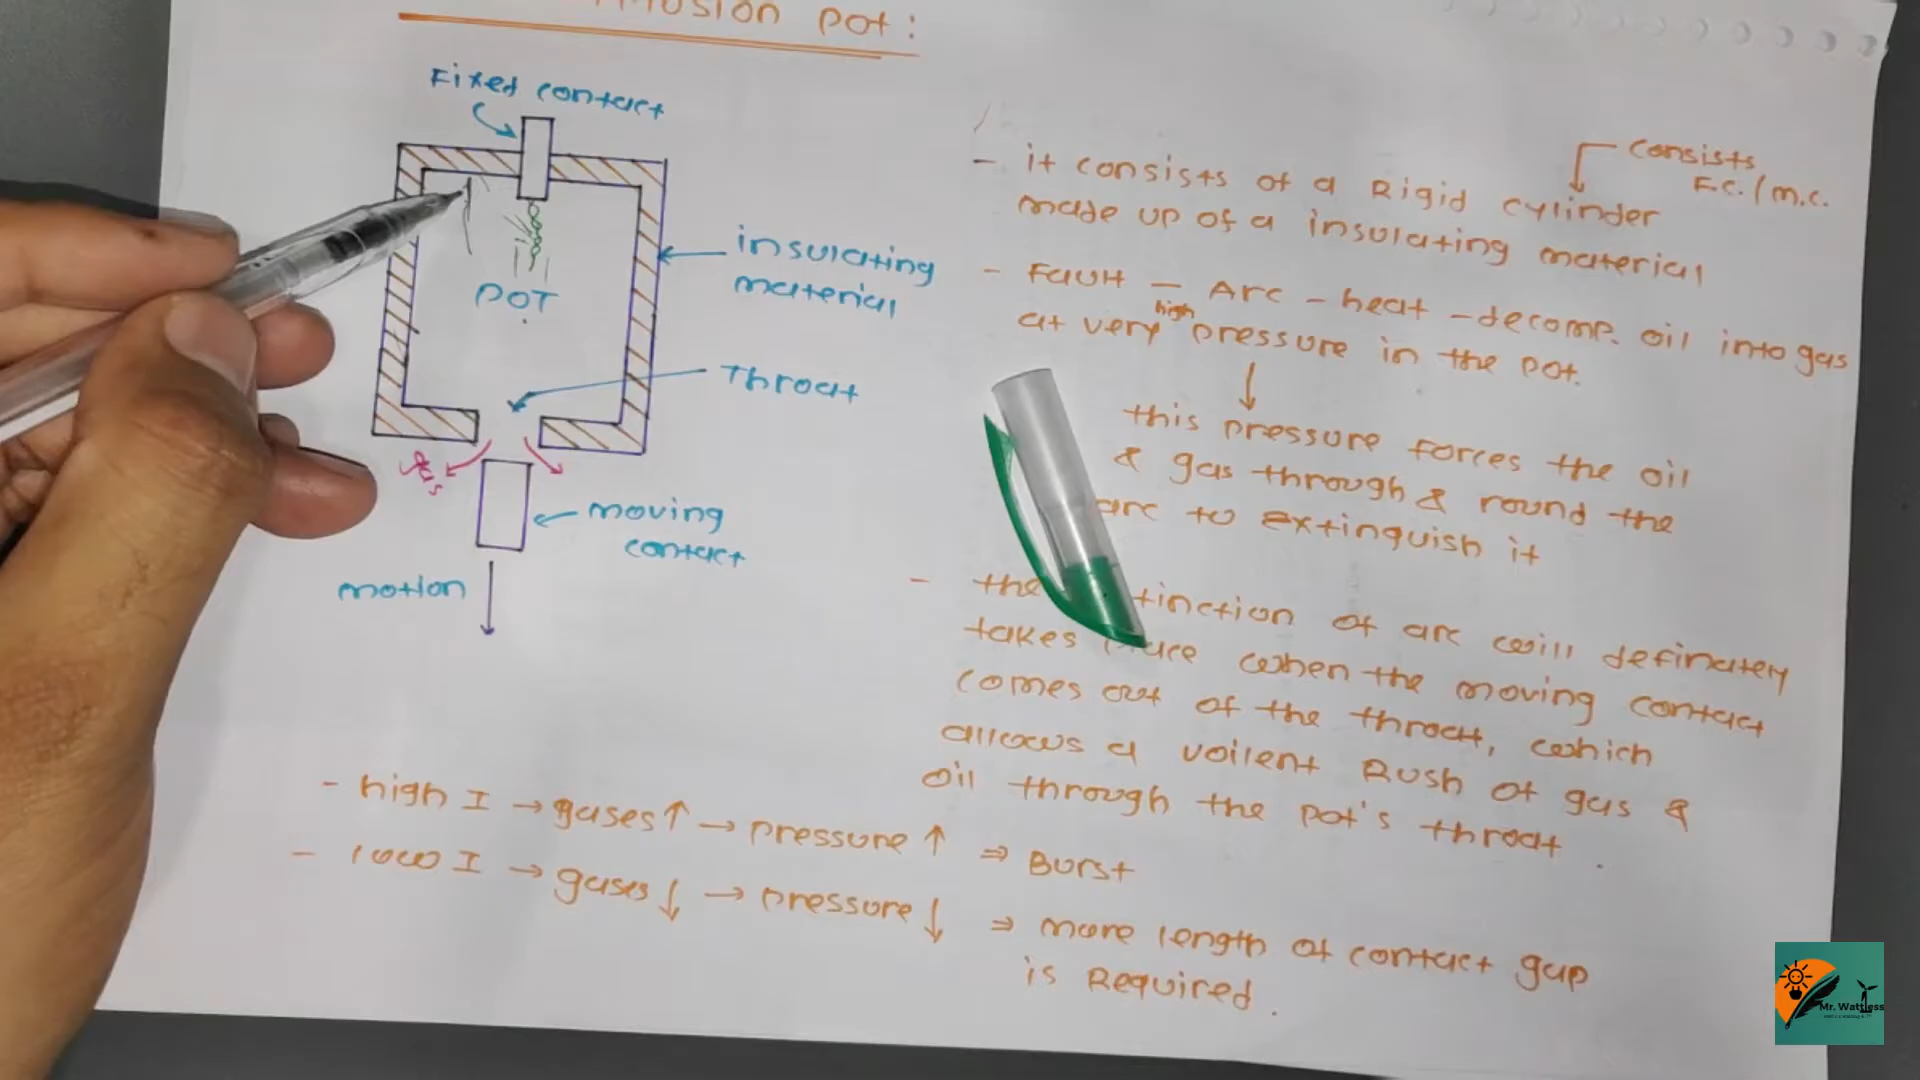 pot:
Fixed contact
insulating
material
POT
Throat
moving
contact
motion
- it consists of a Rigid cylinder
consists
F.C. / m.c.
made up of a insulating material
- Fault - Arc - heat - decomp. oil into gas
at very high pressure in the pot.
this pressure forces the oil
& gas through & round the
arc to extinguish it
- the tinction of arc will definately
takes place when the moving contact
comes out of the throat, which
allows a voilent Rush of gas &
oil through the pot's throat.
- high I → gases ↑ → pressure ↑ ⇒ Burst
- low I → gases ↓ → pressure ↓ ⇒ more length of contact gap
is Required.
Mr. Wattless